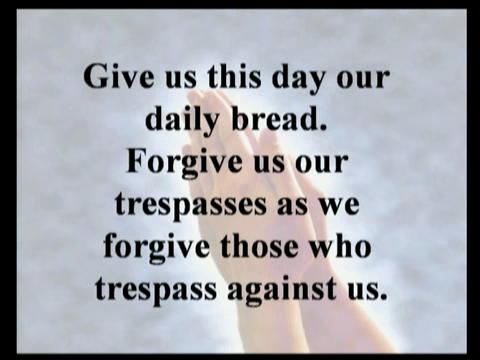 Give us this day our
daily bread.
Forgive us our
trespasses as we
forgive those who
trespass against us.